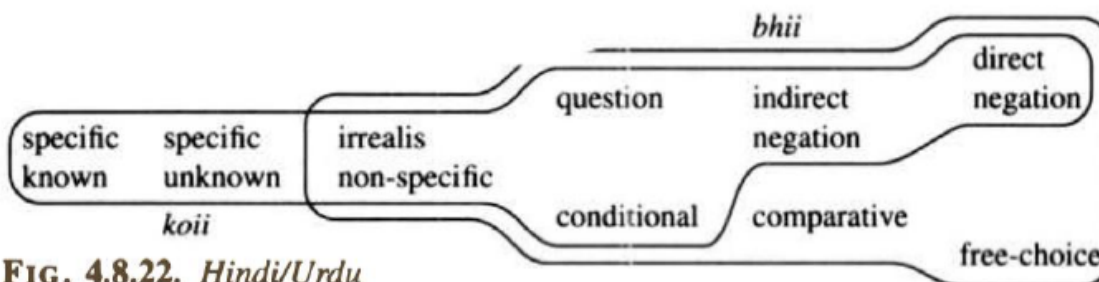 bhii
direct
negation
question
indirect
negation
specific
known
specific
unknown
irrealis
non-specific
koii
conditional
comparative
free-choice
FIG. 4.8.22. Hindi/Urdu